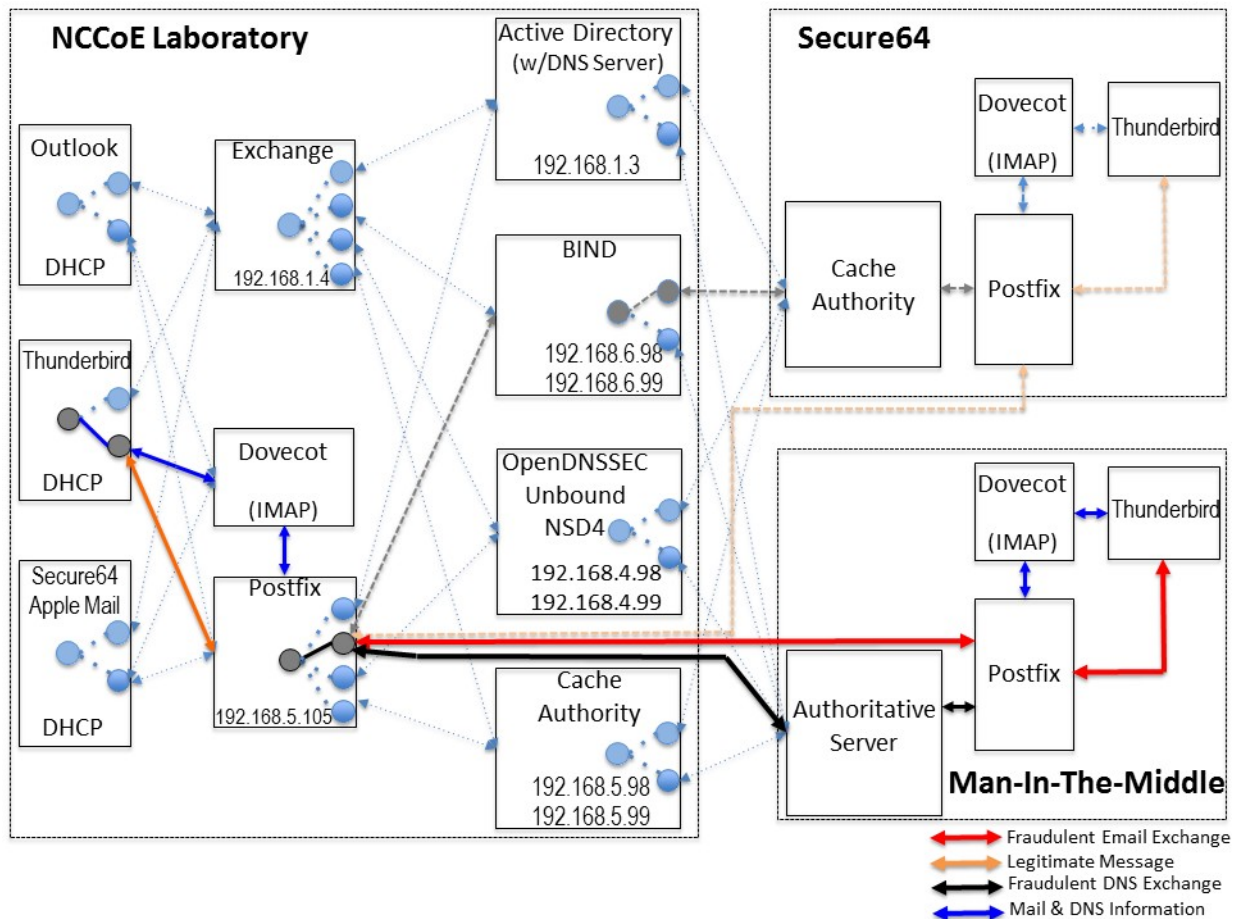 NCCoE Laboratory
Outlook
DHCP
Thunderbird
DHCP
Secure64
Apple Mail
DHCP
Exchange
192.168.1.4
Dovecot
(IMAP)
Postfix
192.168.5.105
Active Directory
(w/DNS Server)
192.168.1.3
BIND
192.168.6.98
192.168.6.99
OpenDNSSEC
Unbound
NSD4
192.168.4.98
192.168.4.99
Cache
Authority
192.168.5.98
192.168.5.99
Secure64
Dovecot
(IMAP)
Thunderbird
Cache
Authority
Postfix
Dovecot
(IMAP)
Thunderbird
Authoritative
Server
Postfix
Man-In-The-Middle
Fraudulent Email Exchange
Legitimate Message
Fraudulent DNS Exchange
Mail & DNS Information